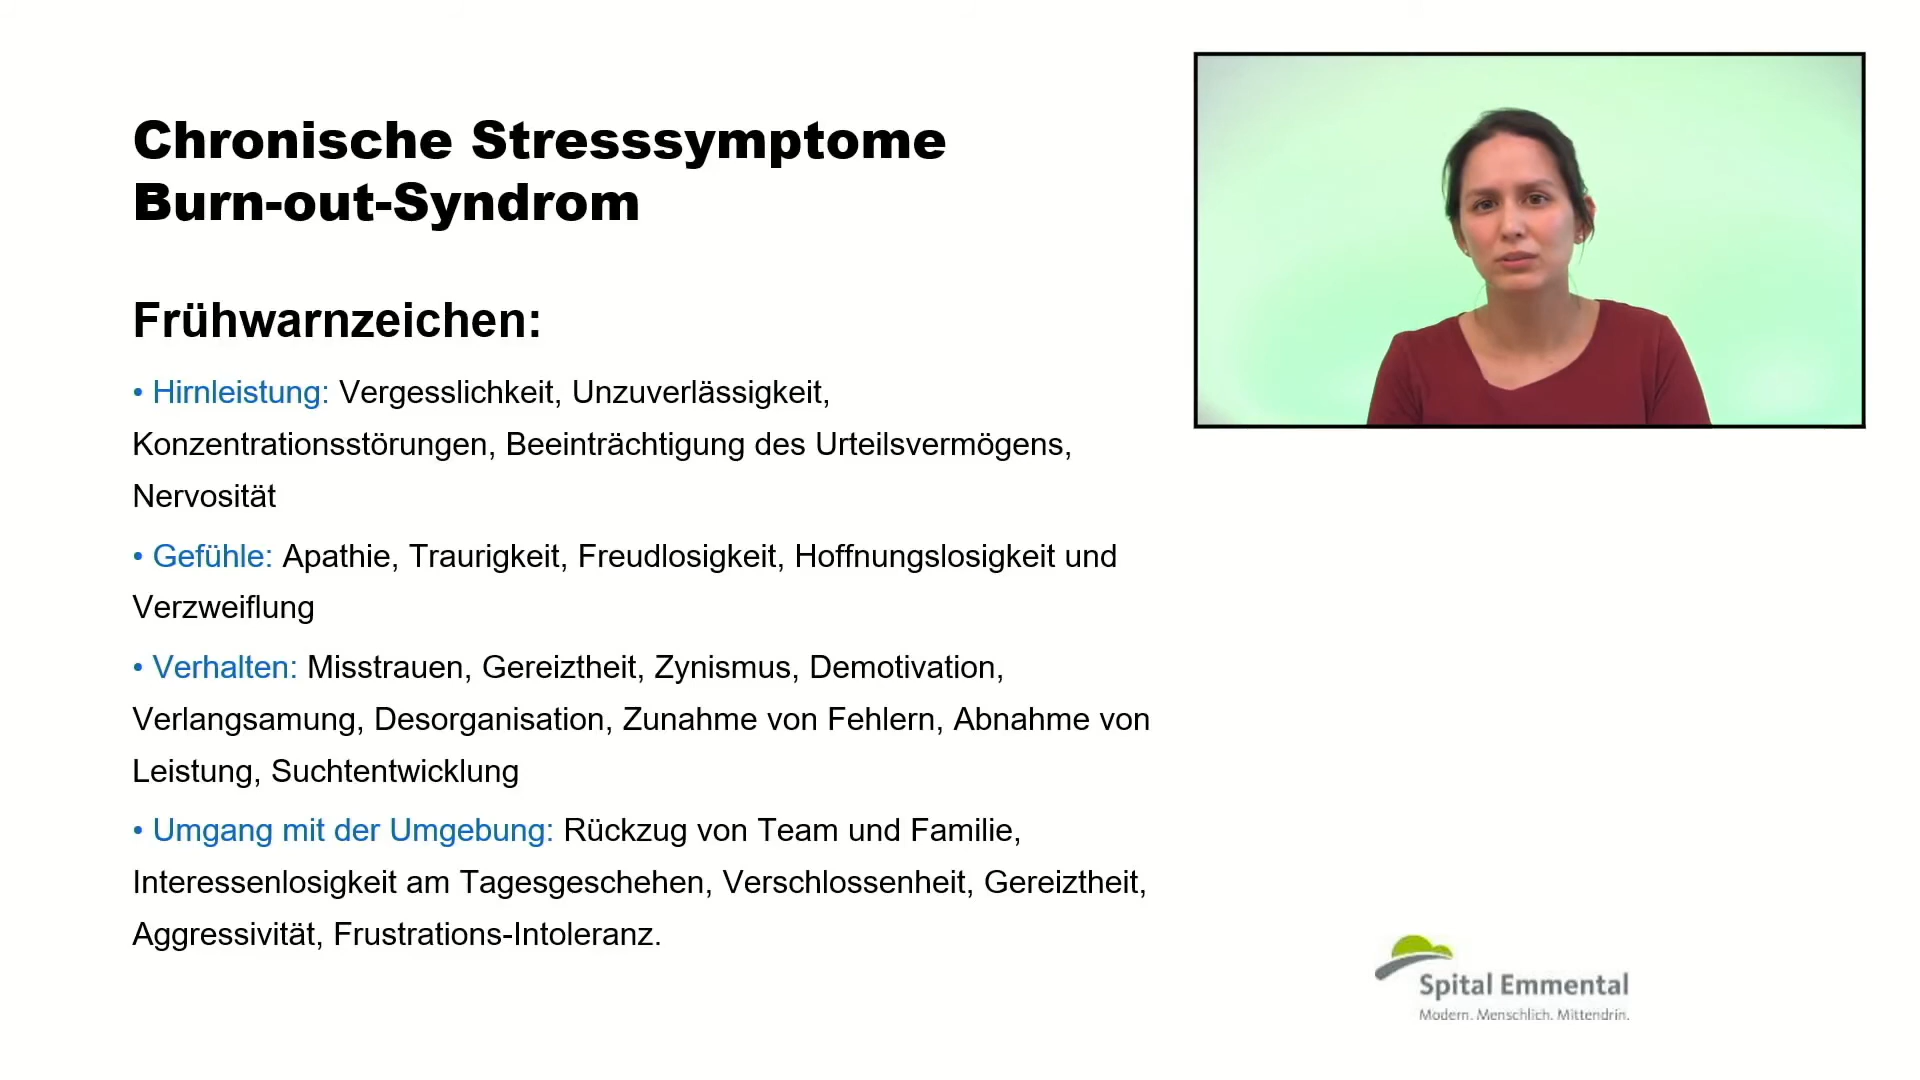 Chronische Stresssymptome
Burn-out-Syndrom
Frühwarnzeichen:
• Hirnleistung: Vergesslichkeit, Unzuverlässigkeit,
Konzentrationsstörungen, Beeinträchtigung des Urteilsvermögens,
Nervosität
• Gefühle: Apathie, Traurigkeit, Freudlosigkeit, Hoffnungslosigkeit und
Verzweiflung
• Verhalten: Misstrauen, Gereiztheit, Zynismus, Demotivation,
Verlangsamung, Desorganisation, Zunahme von Fehlern, Abnahme von
Leistung, Suchtentwicklung
• Umgang mit der Umgebung: Rückzug von Team und Familie,
Interessenlosigkeit am Tagesgeschehen, Verschlossenheit, Gereiztheit,
Aggressivität, Frustrations-Intoleranz.
Spital Emmental
Modern. Menschlich. Mittendrin.